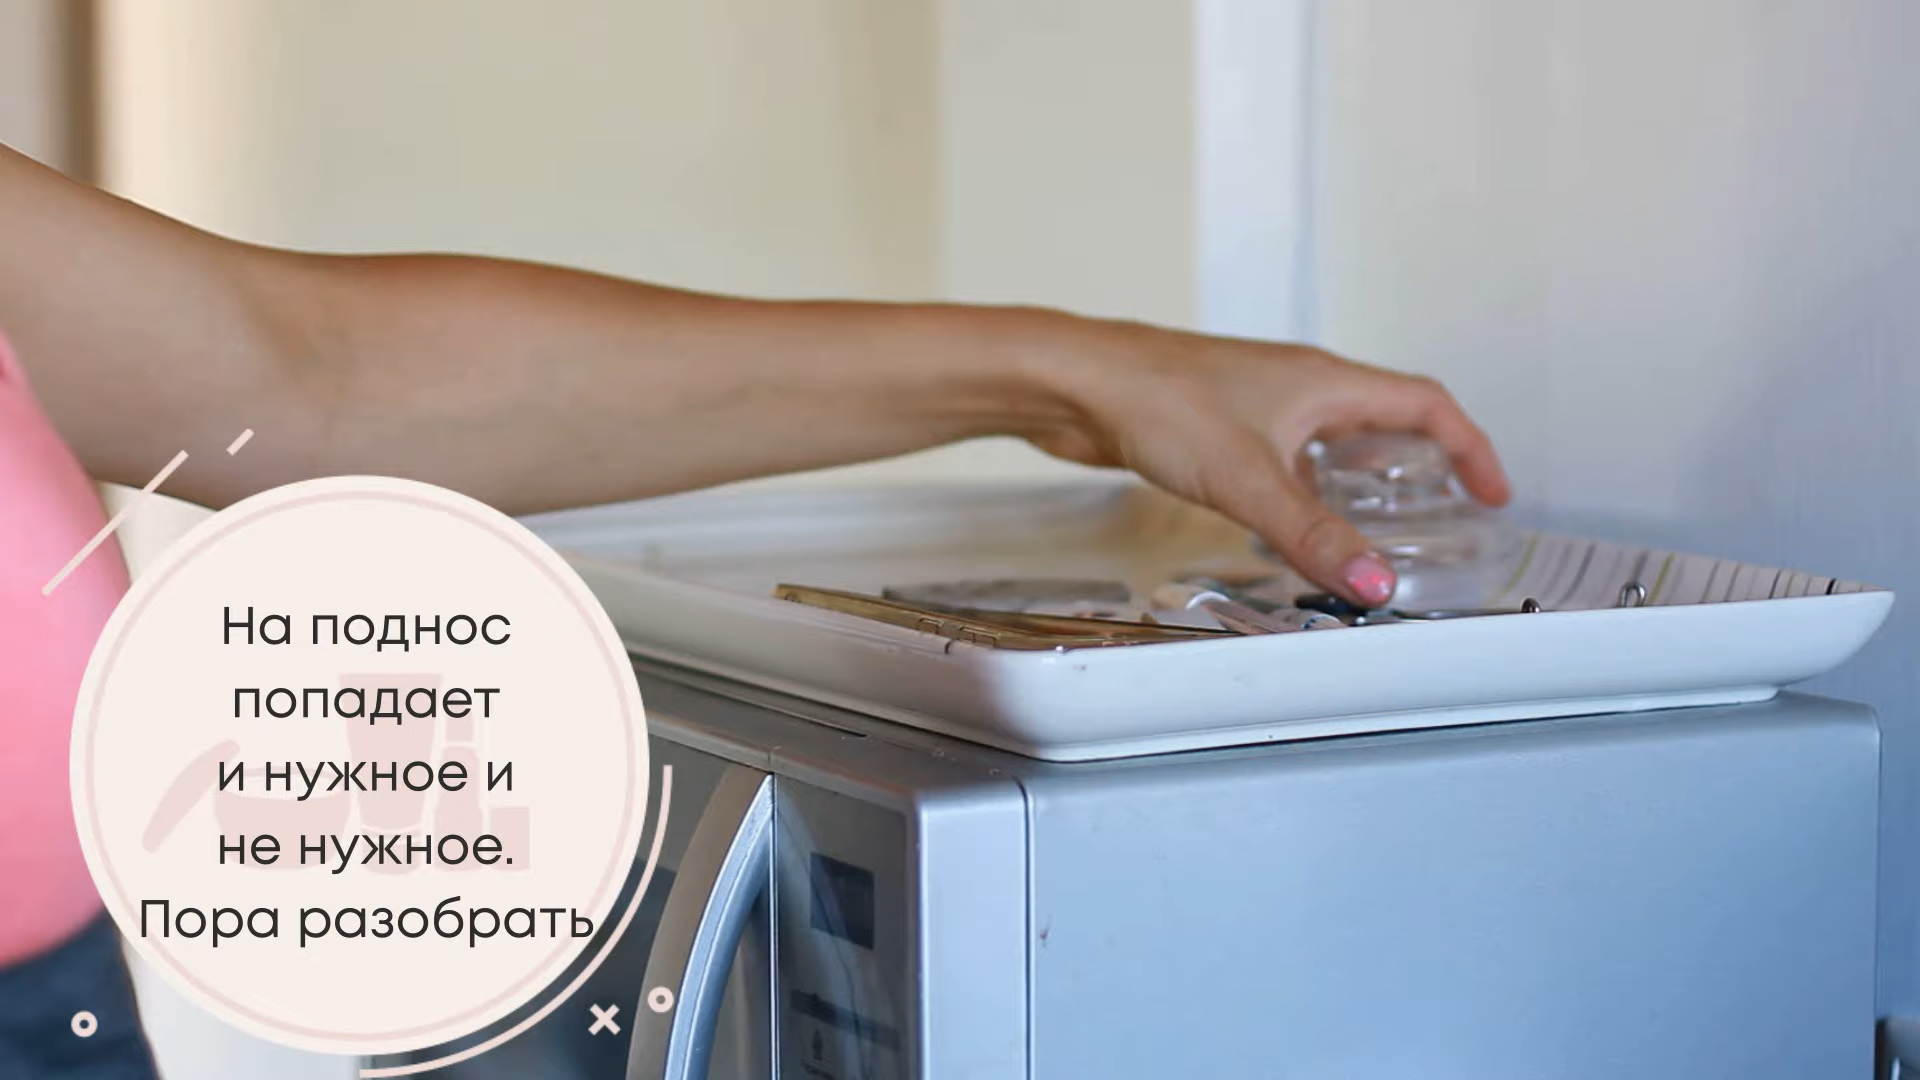 На поднос
попадает
и нужное и
не нужное.
Пора разобрать